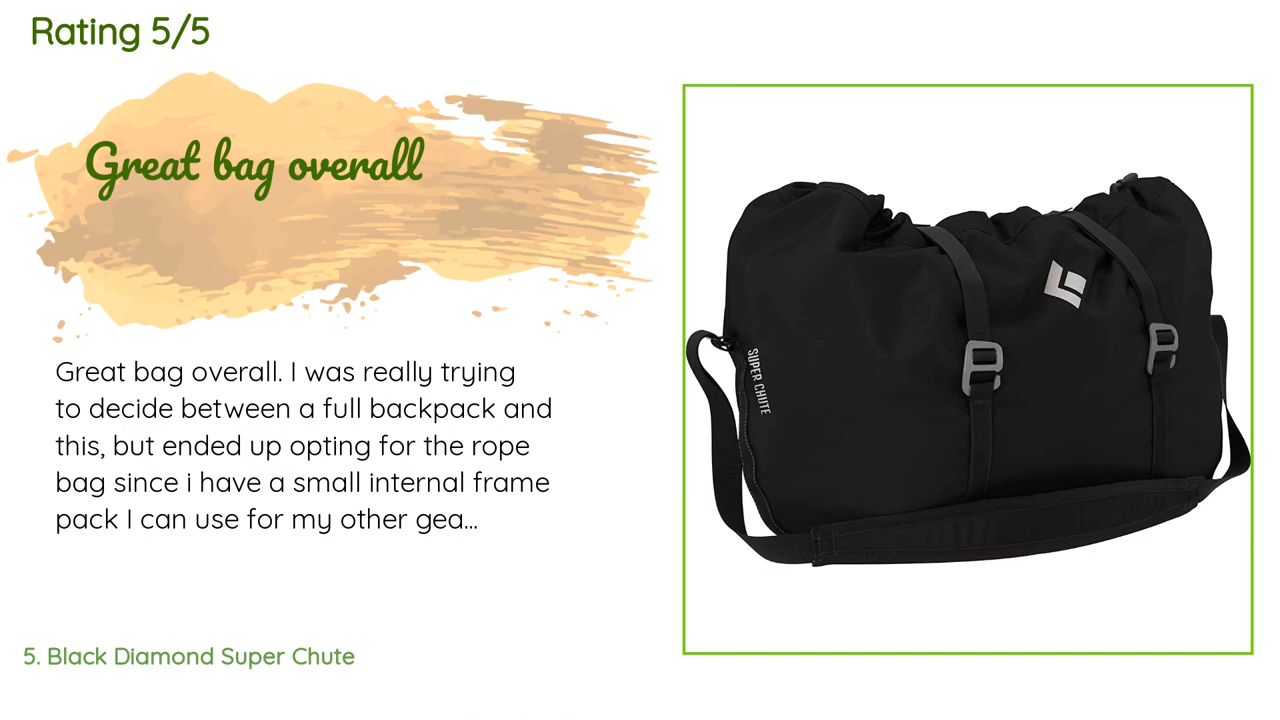 Rating 5/5
Great bag overall
Great bag overall. I was really trying
to decide between a full backpack and
this, but ended up opting for the rope
bag since i have a small internal frame
pack I can use for my other gea...
SUPER CHUTE
5. Black Diamond Super Chute